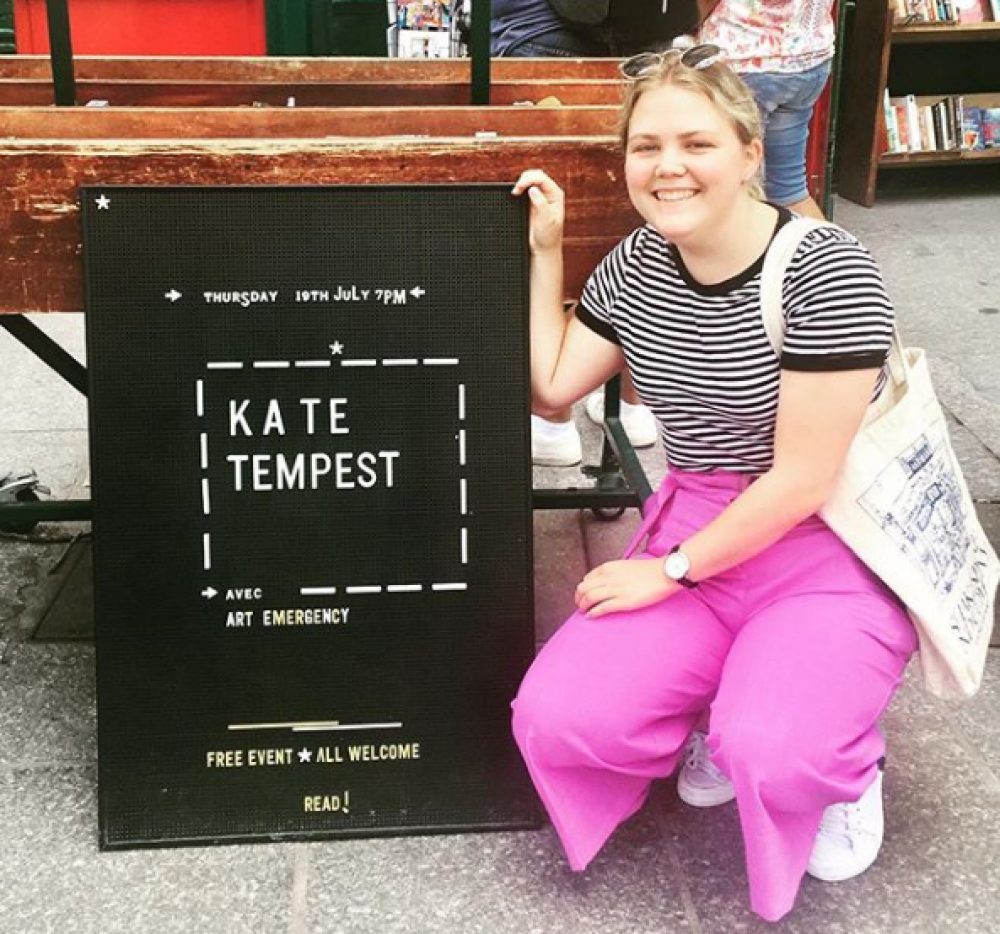 THURSDAY 19TH JULY 7PM
KATE
TEMPEST
AVEC
ART EMERGENCY
FREE EVENT ★ ALL WELCOME
READ!